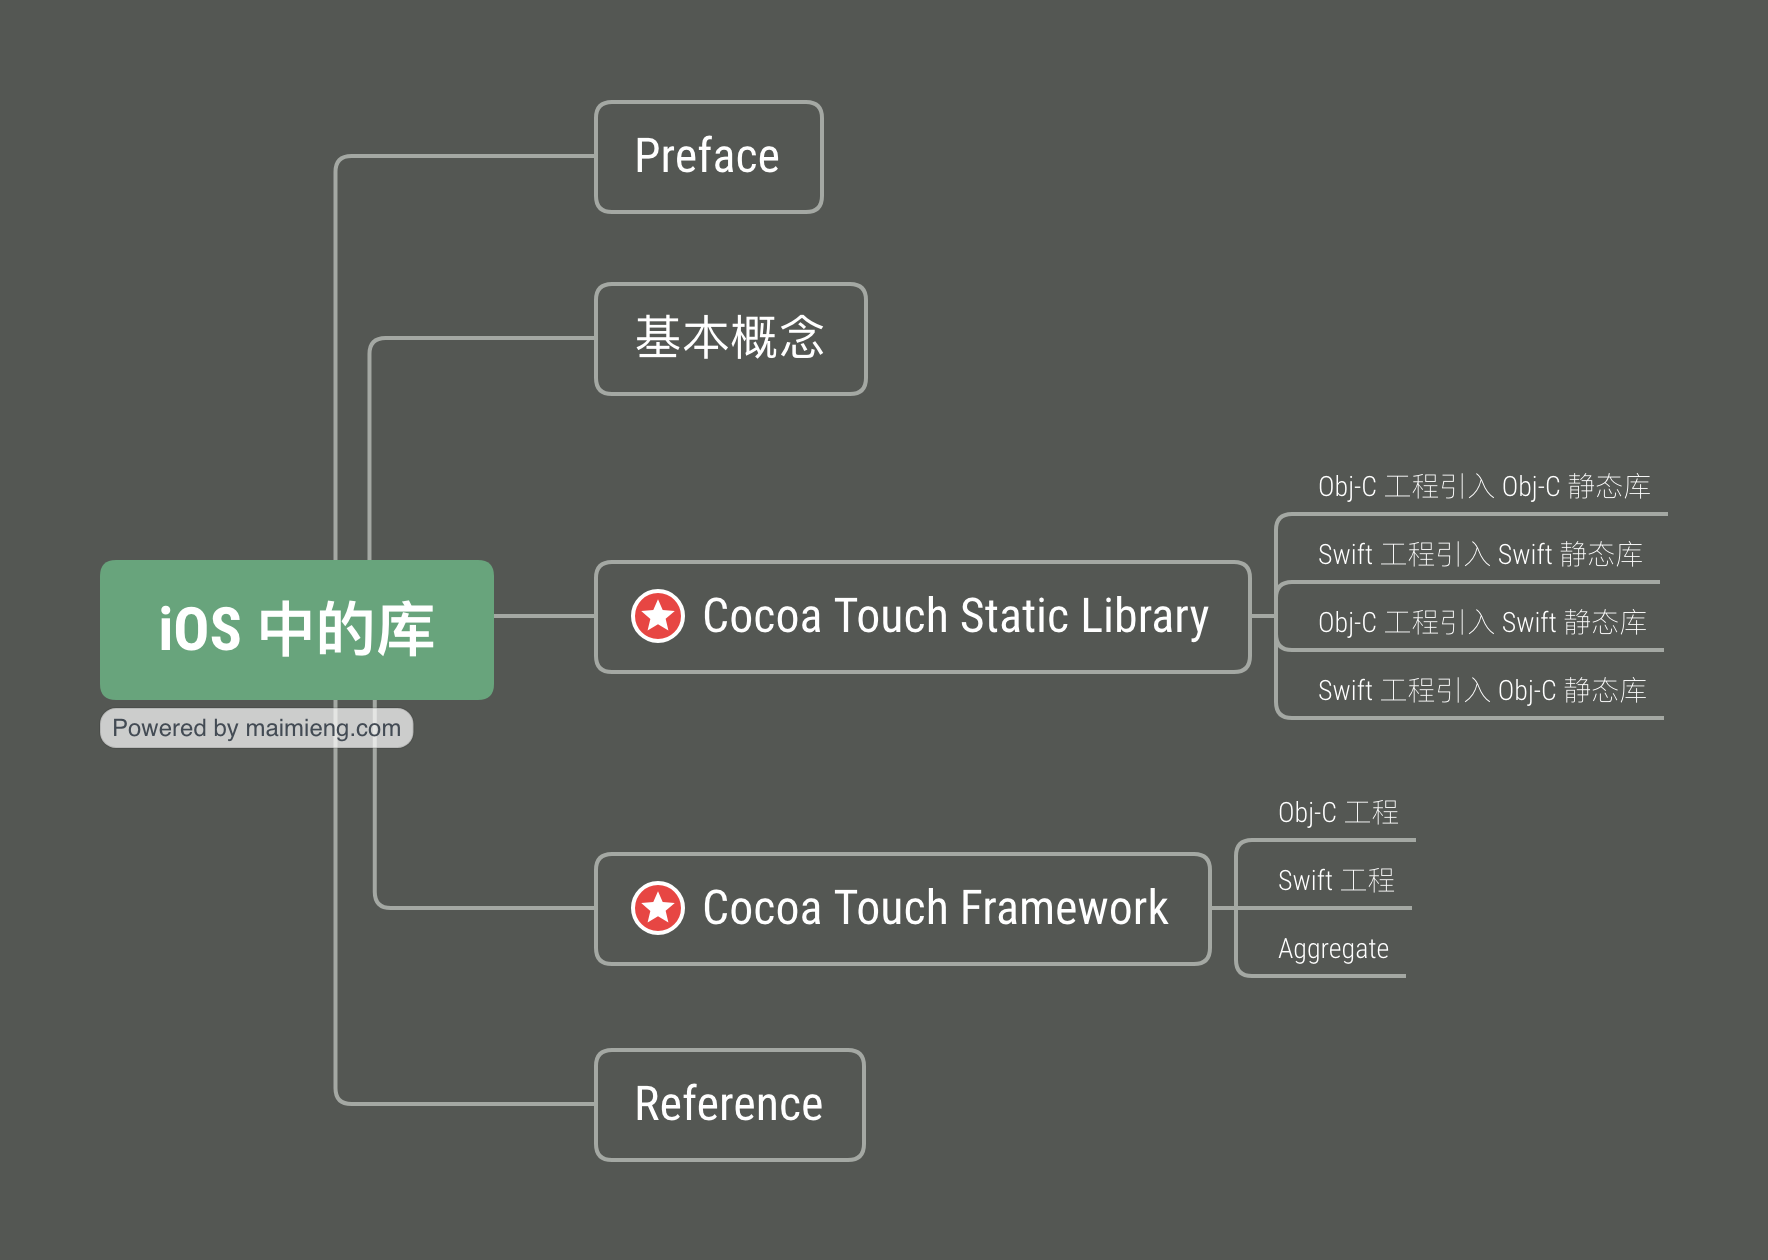 Preface
基本概念
iOS 中的库
Powered by maimieng.com
Cocoa Touch Static Library
Obj-C 工程引入 Obj-C 静态库
Swift 工程引入 Swift 静态库
Obj-C 工程引入 Swift 静态库
Swift 工程引入 Obj-C 静态库
Cocoa Touch Framework
Obj-C 工程
Swift 工程
Aggregate
Reference